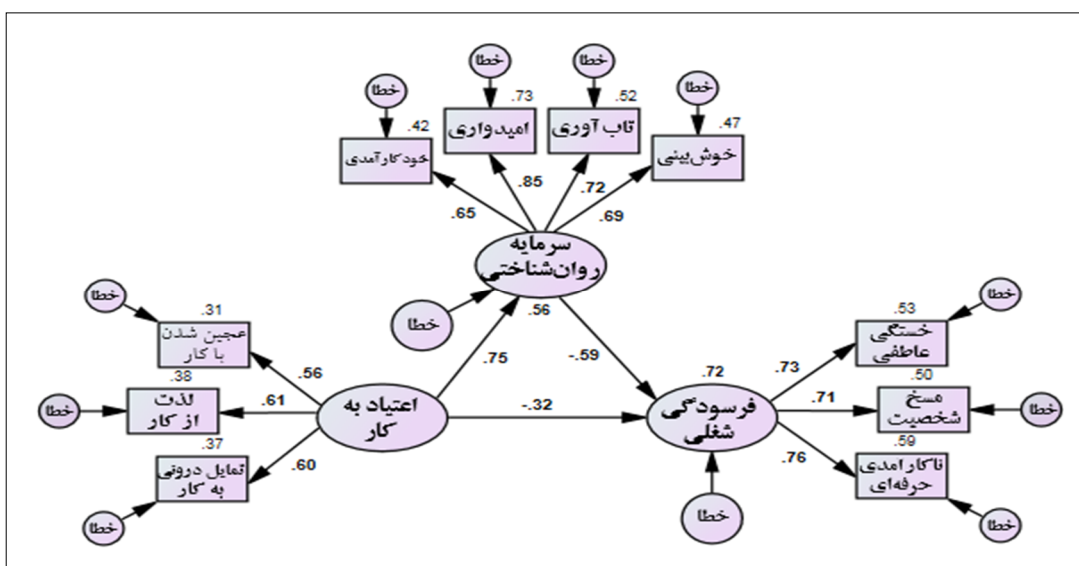 خطا
خطا
خطا
خطا
.42
.73
.52
.47
خودکارآمدی
امیدواری
تاب آوری
خوش‌بینی
.65
.85
.72
.69
سرمایه
روان‌شناختی
خطا
.56
خطا
.31
عجین شدن
با کار
.56
.75
-.59
.53
خستگی
عاطفی
خطا
.73
خطا
.38
لذت
از کار
.61
اعتیاد به
کار
-.32
.72
فرسودگی
شغلی
.71
.50
مسخ
شخصیت
خطا
خطا
.37
تمایل درونی
به کار
.60
.76
.59
ناکارامدی
حرفه‌ای
خطا
خطا